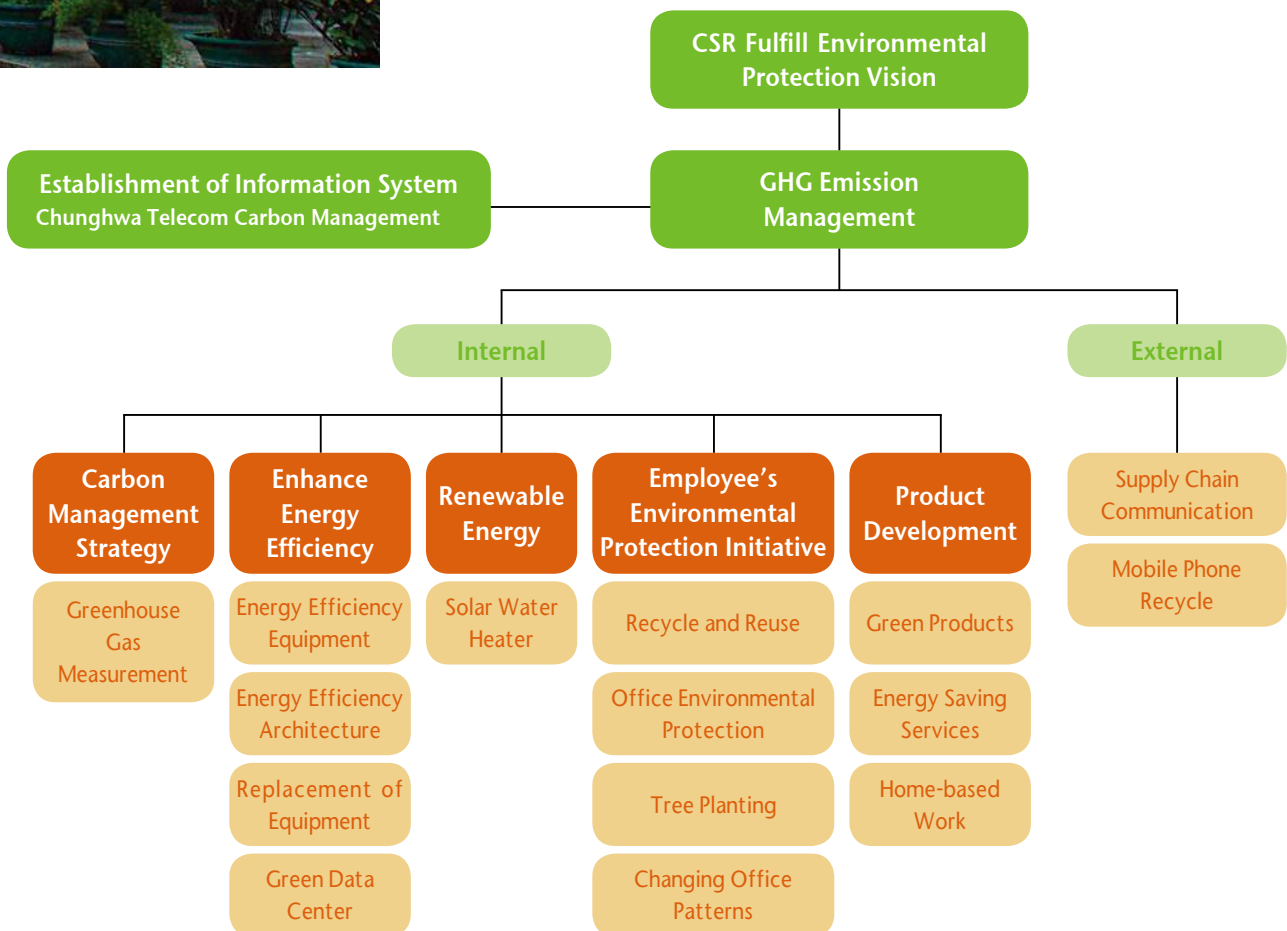 CSR Fulfill Environmental
Protection Vision
Establishment of Information System
Chunghwa Telecom Carbon Management
GHG Emission
Management
Internal
External
Carbon
Management
Strategy
Greenhouse
Gas
Measurement
Enhance
Energy
Efficiency
Energy Efficiency
Equipment
Energy Efficiency
Architecture
Replacement of
Equipment
Green Data
Center
Renewable
Energy
Solar Water
Heater
Employee's
Environmental
Protection Initiative
Recycle and Reuse
Office Environmental
Protection
Tree Planting
Changing Office
Patterns
Product
Development
Green Products
Energy Saving
Services
Home-based
Work
Supply Chain
Communication
Mobile Phone
Recycle